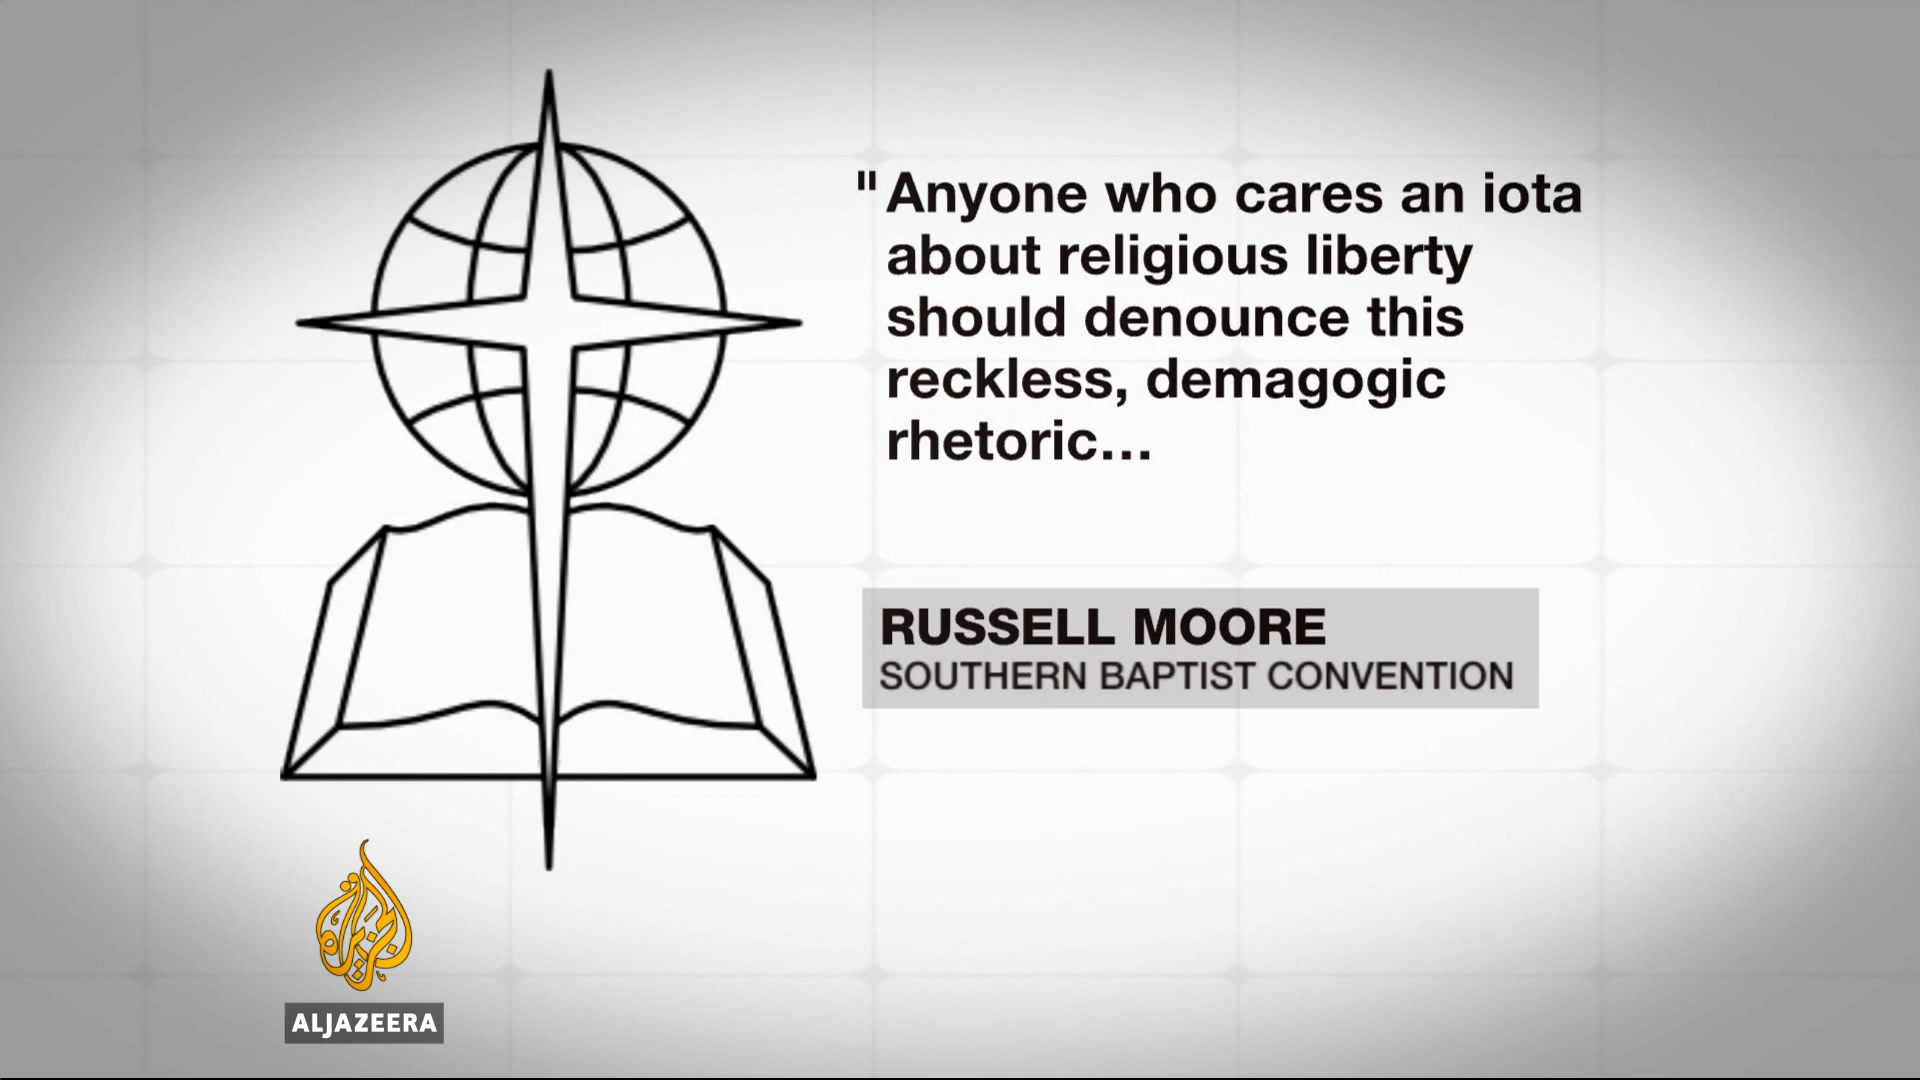 "Anyone who cares an iota
about religious liberty
should denounce this
reckless, demagogic
rhetoric...
RUSSELL MOORE
SOUTHERN BAPTIST CONVENTION
الجزيرة
ALJAZEERA